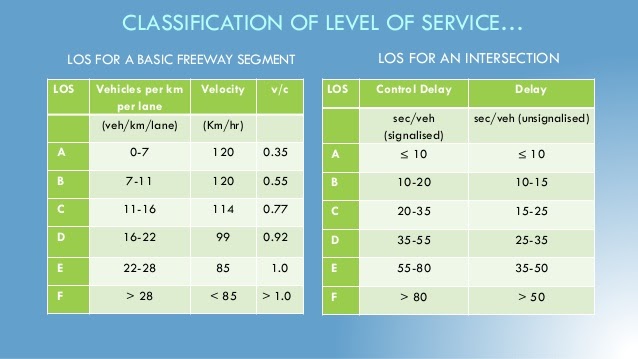 CLASSIFICATION OF LEVEL OF SERVICE...
LOS FOR A BASIC FREEWAY SEGMENT
LOS Vehicles per km per lane Velocity v/c
(veh/km/lane) (Km/hr)
A 0-7 120 0.35
B 7-11 120 0.55
C 11-16 114 0.77
D 16-22 99 0.92
E 22-28 85 1.0
F > 28 < 85 > 1.0
LOS FOR AN INTERSECTION
LOS Control Delay Delay
sec/veh (signalised) sec/veh (unsignalised)
A ≤ 10 ≤ 10
B 10-20 10-15
C 20-35 15-25
D 35-55 25-35
E 55-80 35-50
F > 80 > 50